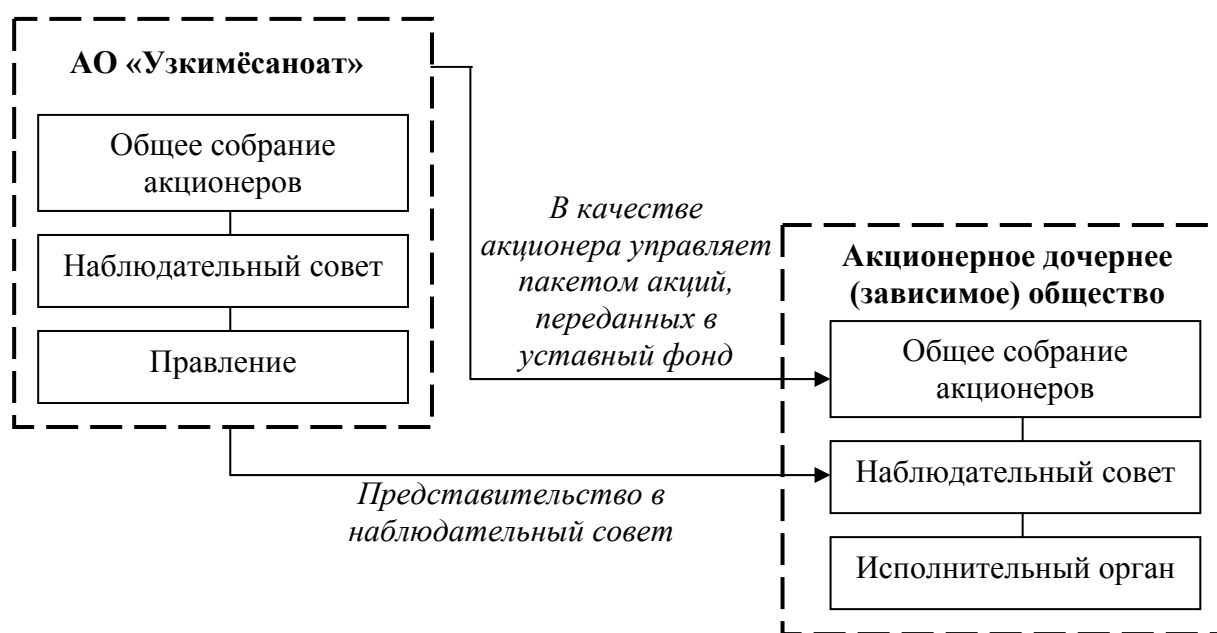 АО «Узкимёсаноат»
Общее собрание
акционеров
Наблюдательный совет
Правление
В качестве
акционера управляет
пакетом акций,
переданных в
уставный фонд
Представительство в
наблюдательный совет
Акционерное дочернее
(зависимое) общество
Общее собрание
акционеров
Наблюдательный совет
Исполнительный орган